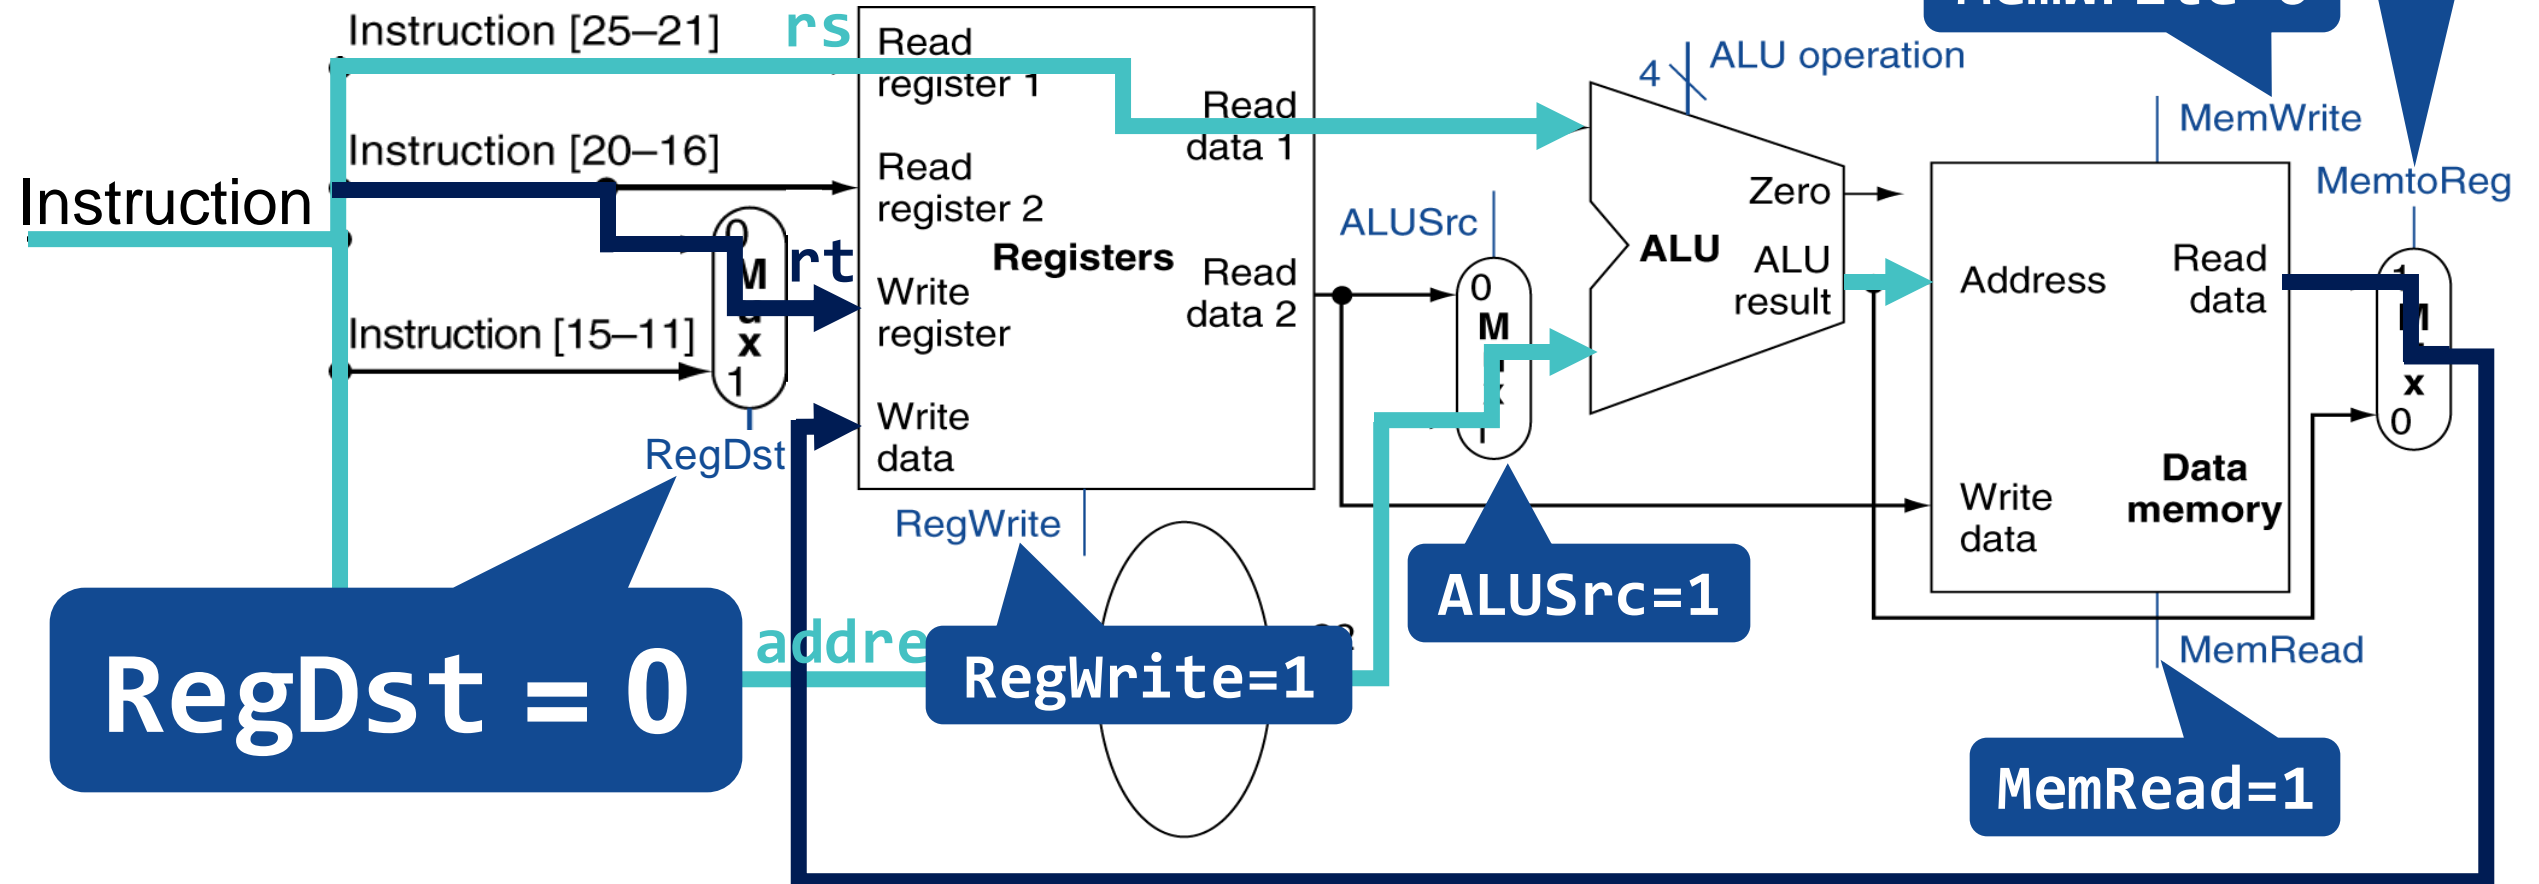 Instruction [25–21]
rs
Read
register 1
Read
data 1
4
ALU operation
MemWrite
MemtoReg
Instruction [20–16]
Instruction
Read
register 2
0
M
x
1
rt
Registers
Write
register
Read
data 2
Instruction [15–11]
RegDst
Write
data
RegWrite
ALUSrc
0
M
Zero
ALU
ALU
result
Address
Read
data
Data
memory
Write
data
MemRead
1
M
x
0
RegDst = 0
addre
RegWrite=1
ALUSrc=1
MemRead=1